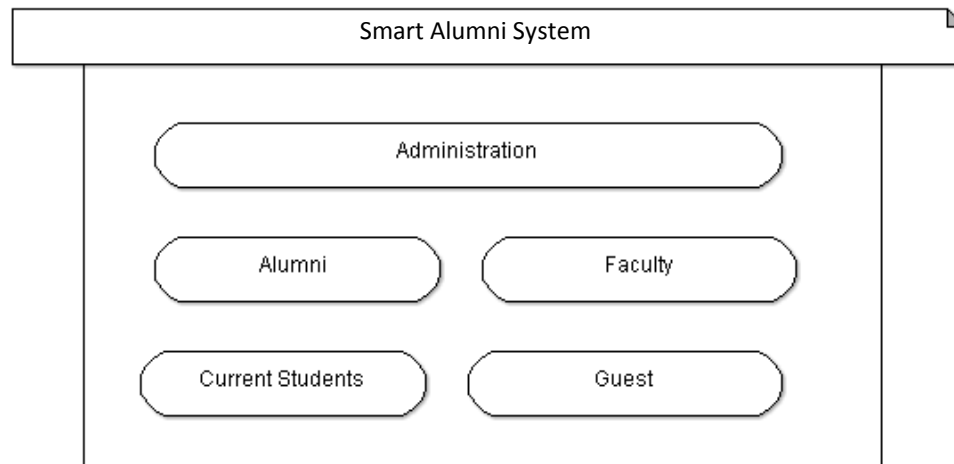 Smart Alumni System
Administration
Alumni
Faculty
Current Students
Guest